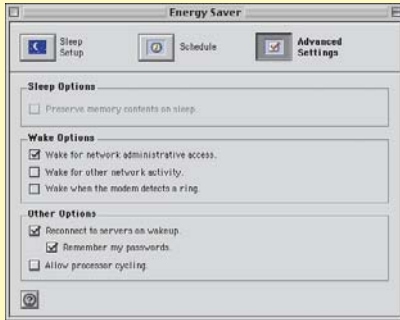 Energy Saver
Sleep Setup
Schedule
Advanced Settings
Sleep Options
Preserve memory contents on sleep.
Wake Options
Wake for network administrative access.
Wake for other network activity.
Wake when the modem detects a ring.
Other Options
Reconnect to servers on wakeup.
Remember my passwords.
Allow processor cycling.
?